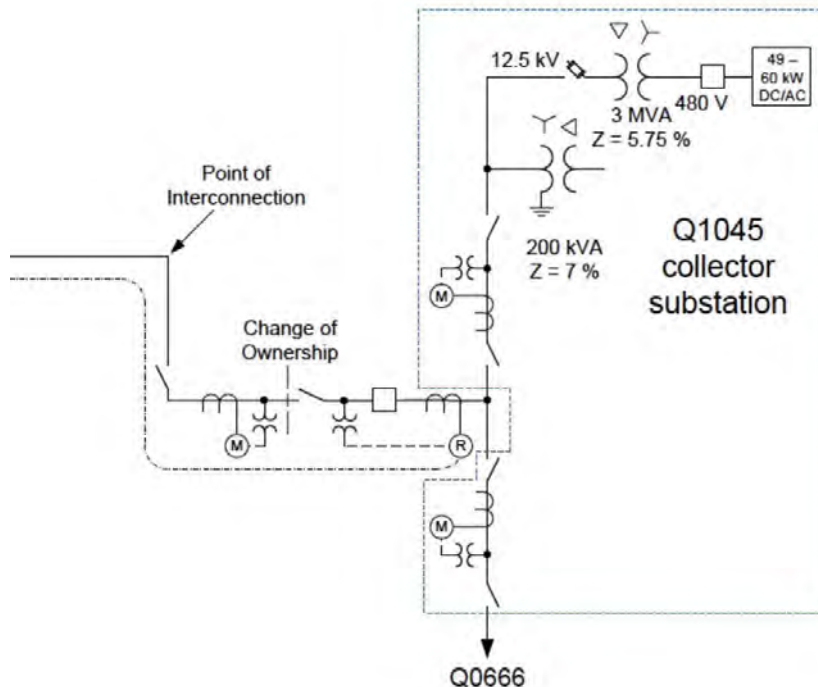 12.5 kV
49 –
60 kW
DC/AC
480 V
3 MVA
Z = 5.75 %
Point of
Interconnection
200 kVA
Z = 7 %
Q1045
collector
substation
M
Change of
Ownership
M
R
M
Q0666